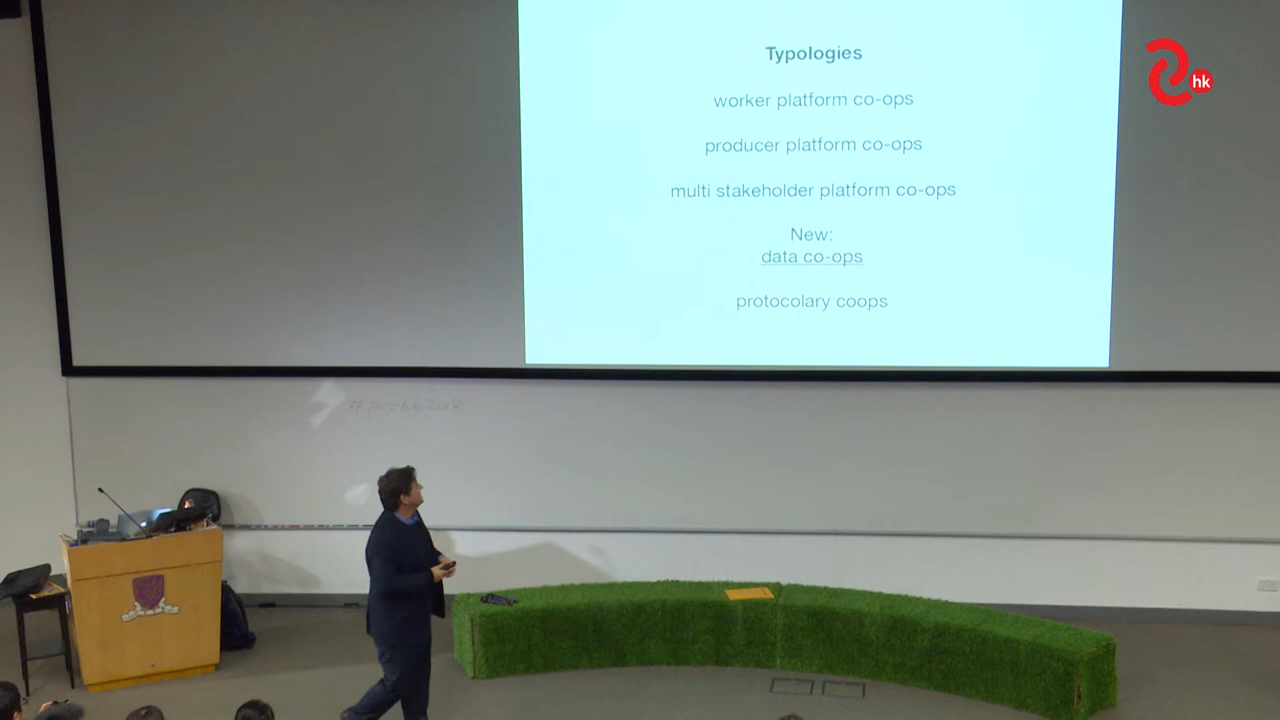 Typologies
worker platform co-ops
producer platform co-ops
multi stakeholder platform co-ops
New:
data co-ops
protocolary coops
hk